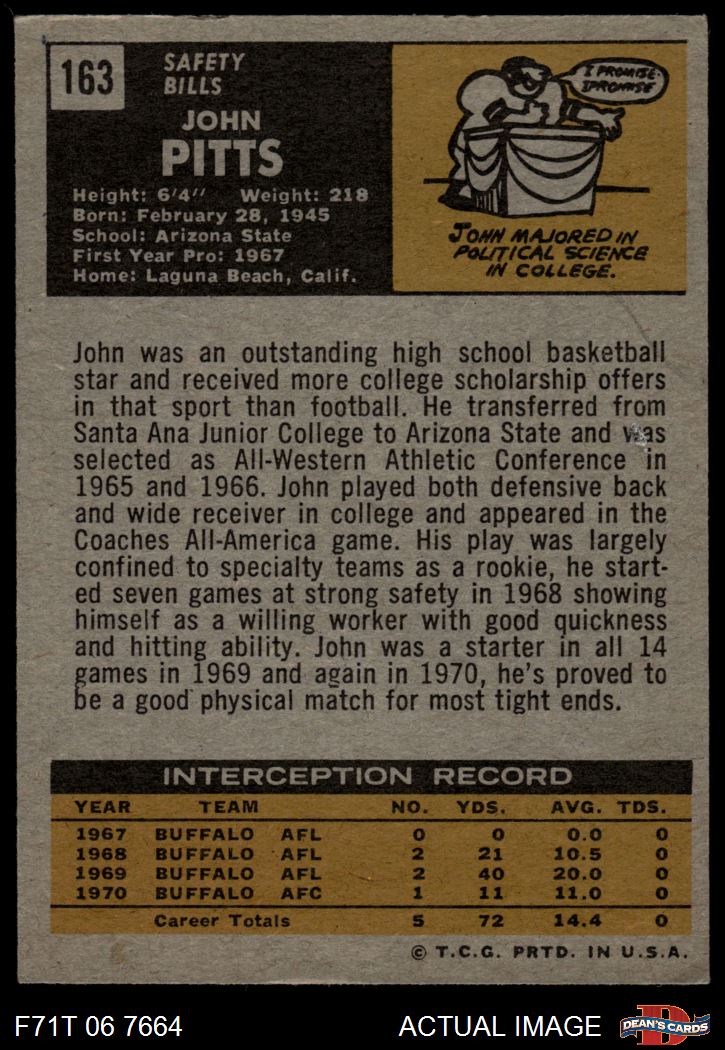 163
SAFETY
BILLS
JOHN
PITTS
Height: 6'4" Weight: 218
Born: February 28, 1945
School: Arizona State
First Year Pro: 1967
Home: Laguna Beach, Calif.
I PROMISE-
IPROMISE
JOHN MAJORED IN
POLITICAL SCIENCE
IN COLLEGE.
John was an outstanding high school basketball
star and received more college scholarship offers
in that sport than football. He transferred from
Santa Ana Junior College to Arizona State and was
selected as All-Western Athletic Conference in
1965 and 1966. John played both defensive back
and wide receiver in college and appeared in the
Coaches All-America game. His play was largely
confined to specialty teams as a rookie, he start-
ed seven games at strong safety in 1968 showing
himself as a willing worker with good quickness
and hitting ability. John was a starter in all 14
games in 1969 and again in 1970, he's proved to
be a good physical match for most tight ends.
INTERCEPTION RECORD
YEAR TEAM NO. YDS. AVG. TDS.
1967 BUFFALO AFL 0 0 0.0 0
1968 BUFFALO AFL 2 21 10.5 0
1969 BUFFALO AFL 2 40 20.0 0
1970 BUFFALO AFC 1 11 11.0 0
Career Totals 5 72 14.4 0
© T.C.G. PRTD. IN U.S.A.
F71T 06 7664 ACTUAL IMAGE
D
DEAN'S CARDS